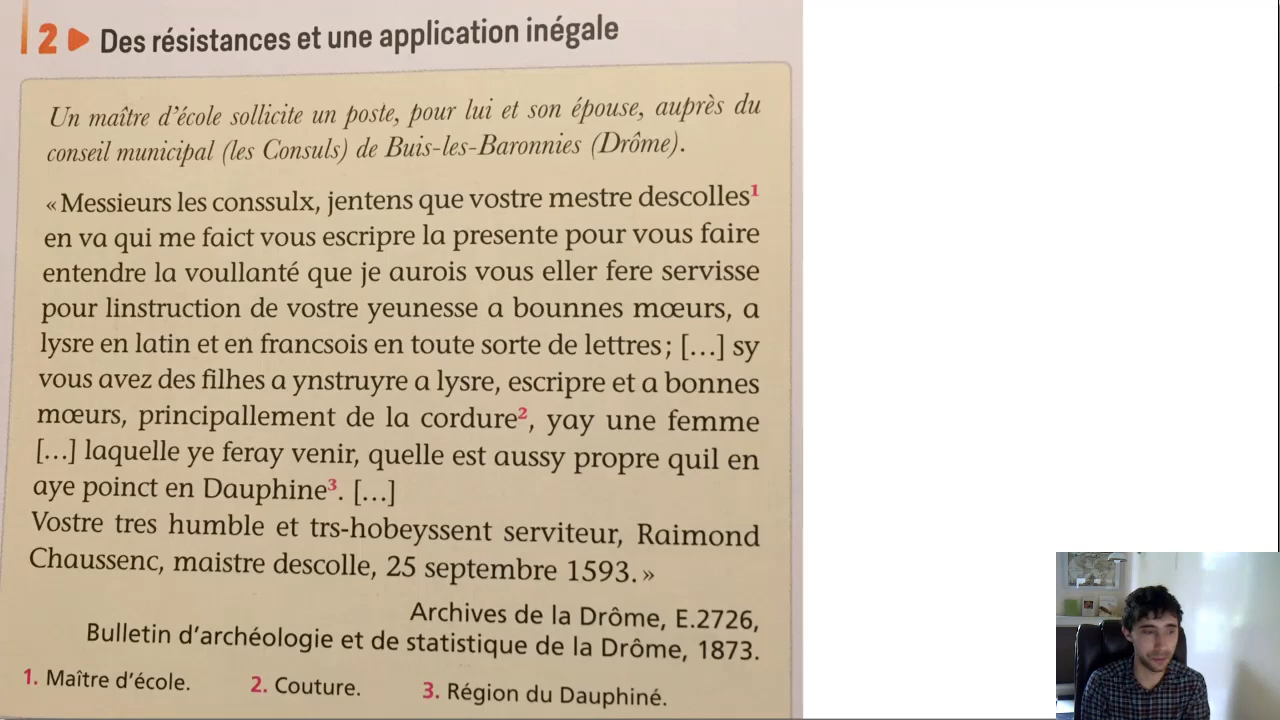 2 ▶ Des résistances et une application inégale
Un maître d'école sollicite un poste, pour lui et son épouse, auprès du
conseil municipal (les Consuls) de Buis-les-Baronnies (Drôme).
« Messieurs les conssulx, jentens que vostre mestre descolles1
en va qui me faict vous escripre la presente pour vous faire
entendre la voullanté que je aurois vous eller fere servisse
pour linstruction de vostre yeunesse a bounnes mœurs, a
lysre en latin et en francsois en toute sorte de lettres ; [...] sy
vous avez des filhes a ynstruyre a lysre, escripre et a bonnes
mœurs, principallement de la cordure2, yay une femme
[...] laquelle ye feray venir, quelle est aussy propre quil en
aye poinct en Dauphine3. [...]
Vostre tres humble et trs-hobeyssent serviteur, Raimond
Chaussenc, maistre descolle, 25 septembre 1593. »
Archives de la Drôme, E.2726,
Bulletin d'archéologie et de statistique de la Drôme, 1873.
1. Maître d'école. 2. Couture. 3. Région du Dauphiné.